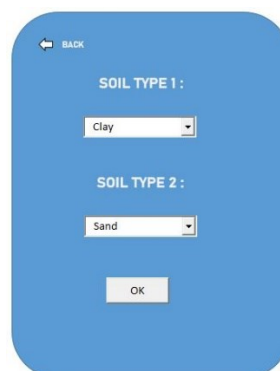 BACK
SOIL TYPE 1 :
Clay
SOIL TYPE 2 :
Sand
OK